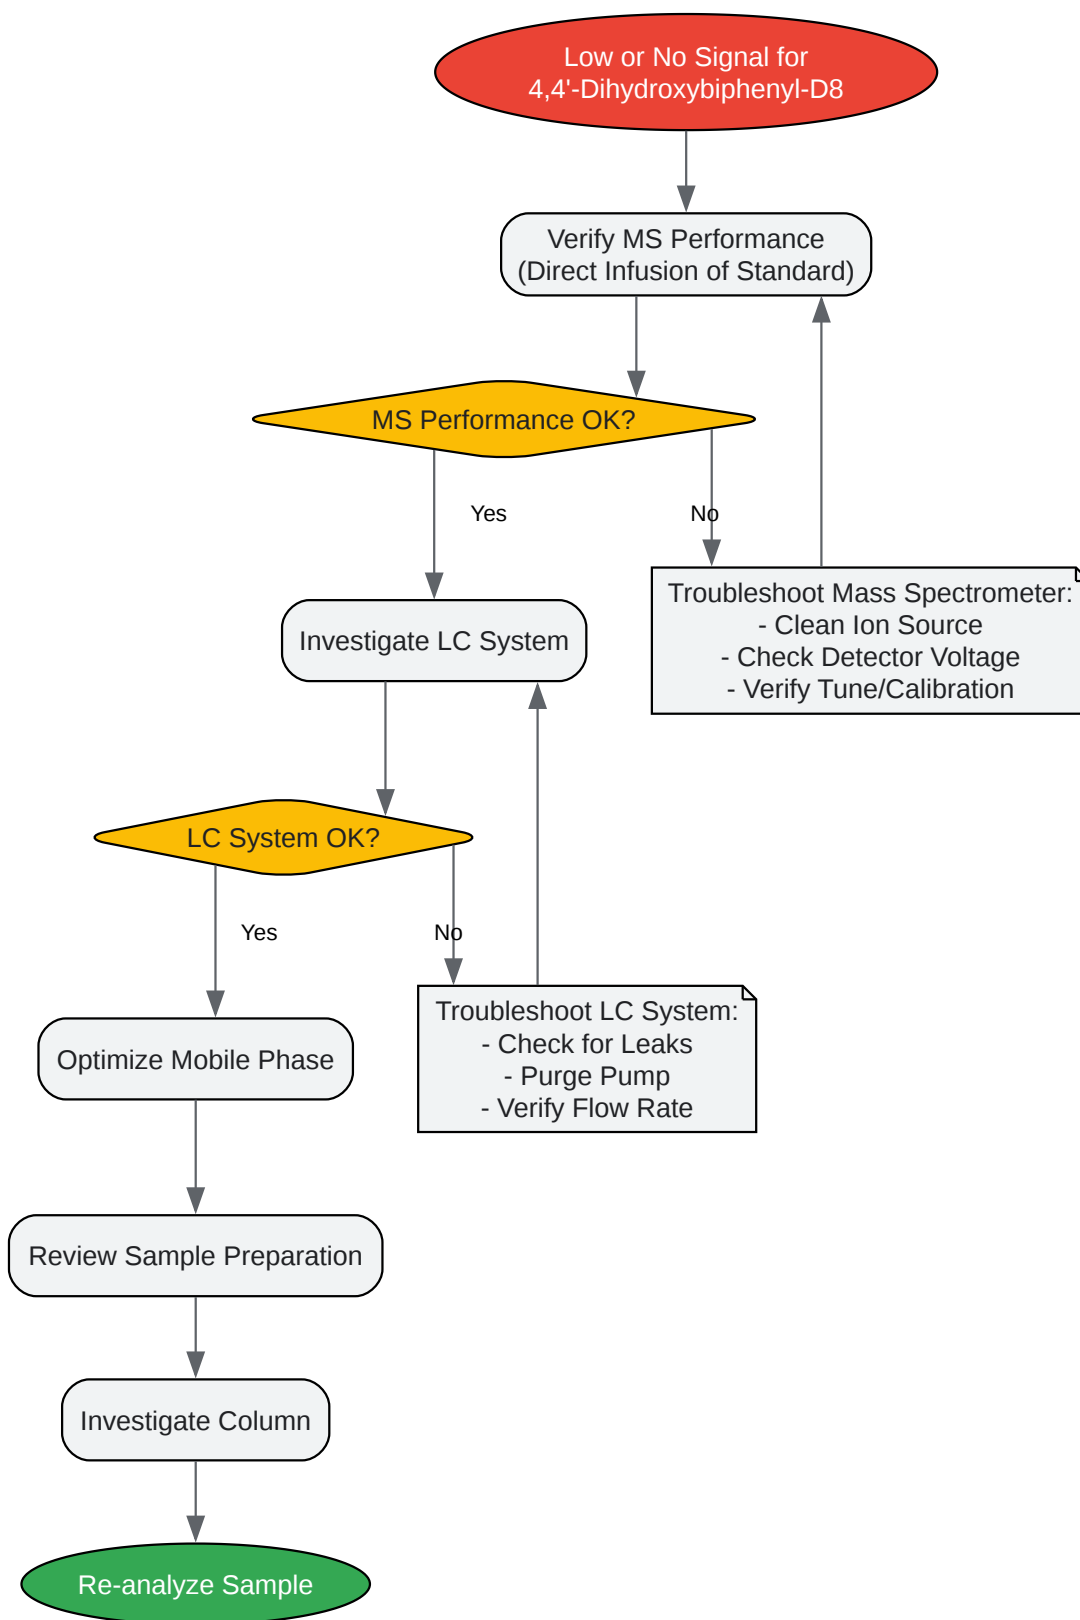 Low or No Signal for
4,4'-Dihydroxybiphenyl-D8
Verify MS Performance
(Direct Infusion of Standard)
MS Performance OK?
Yes
No
Troubleshoot Mass Spectrometer:
- Clean Ion Source
- Check Detector Voltage
- Verify Tune/Calibration
Investigate LC System
LC System OK?
Yes
No
Troubleshoot LC System:
- Check for Leaks
- Purge Pump
- Verify Flow Rate
Optimize Mobile Phase
Review Sample Preparation
Investigate Column
Re-analyze Sample